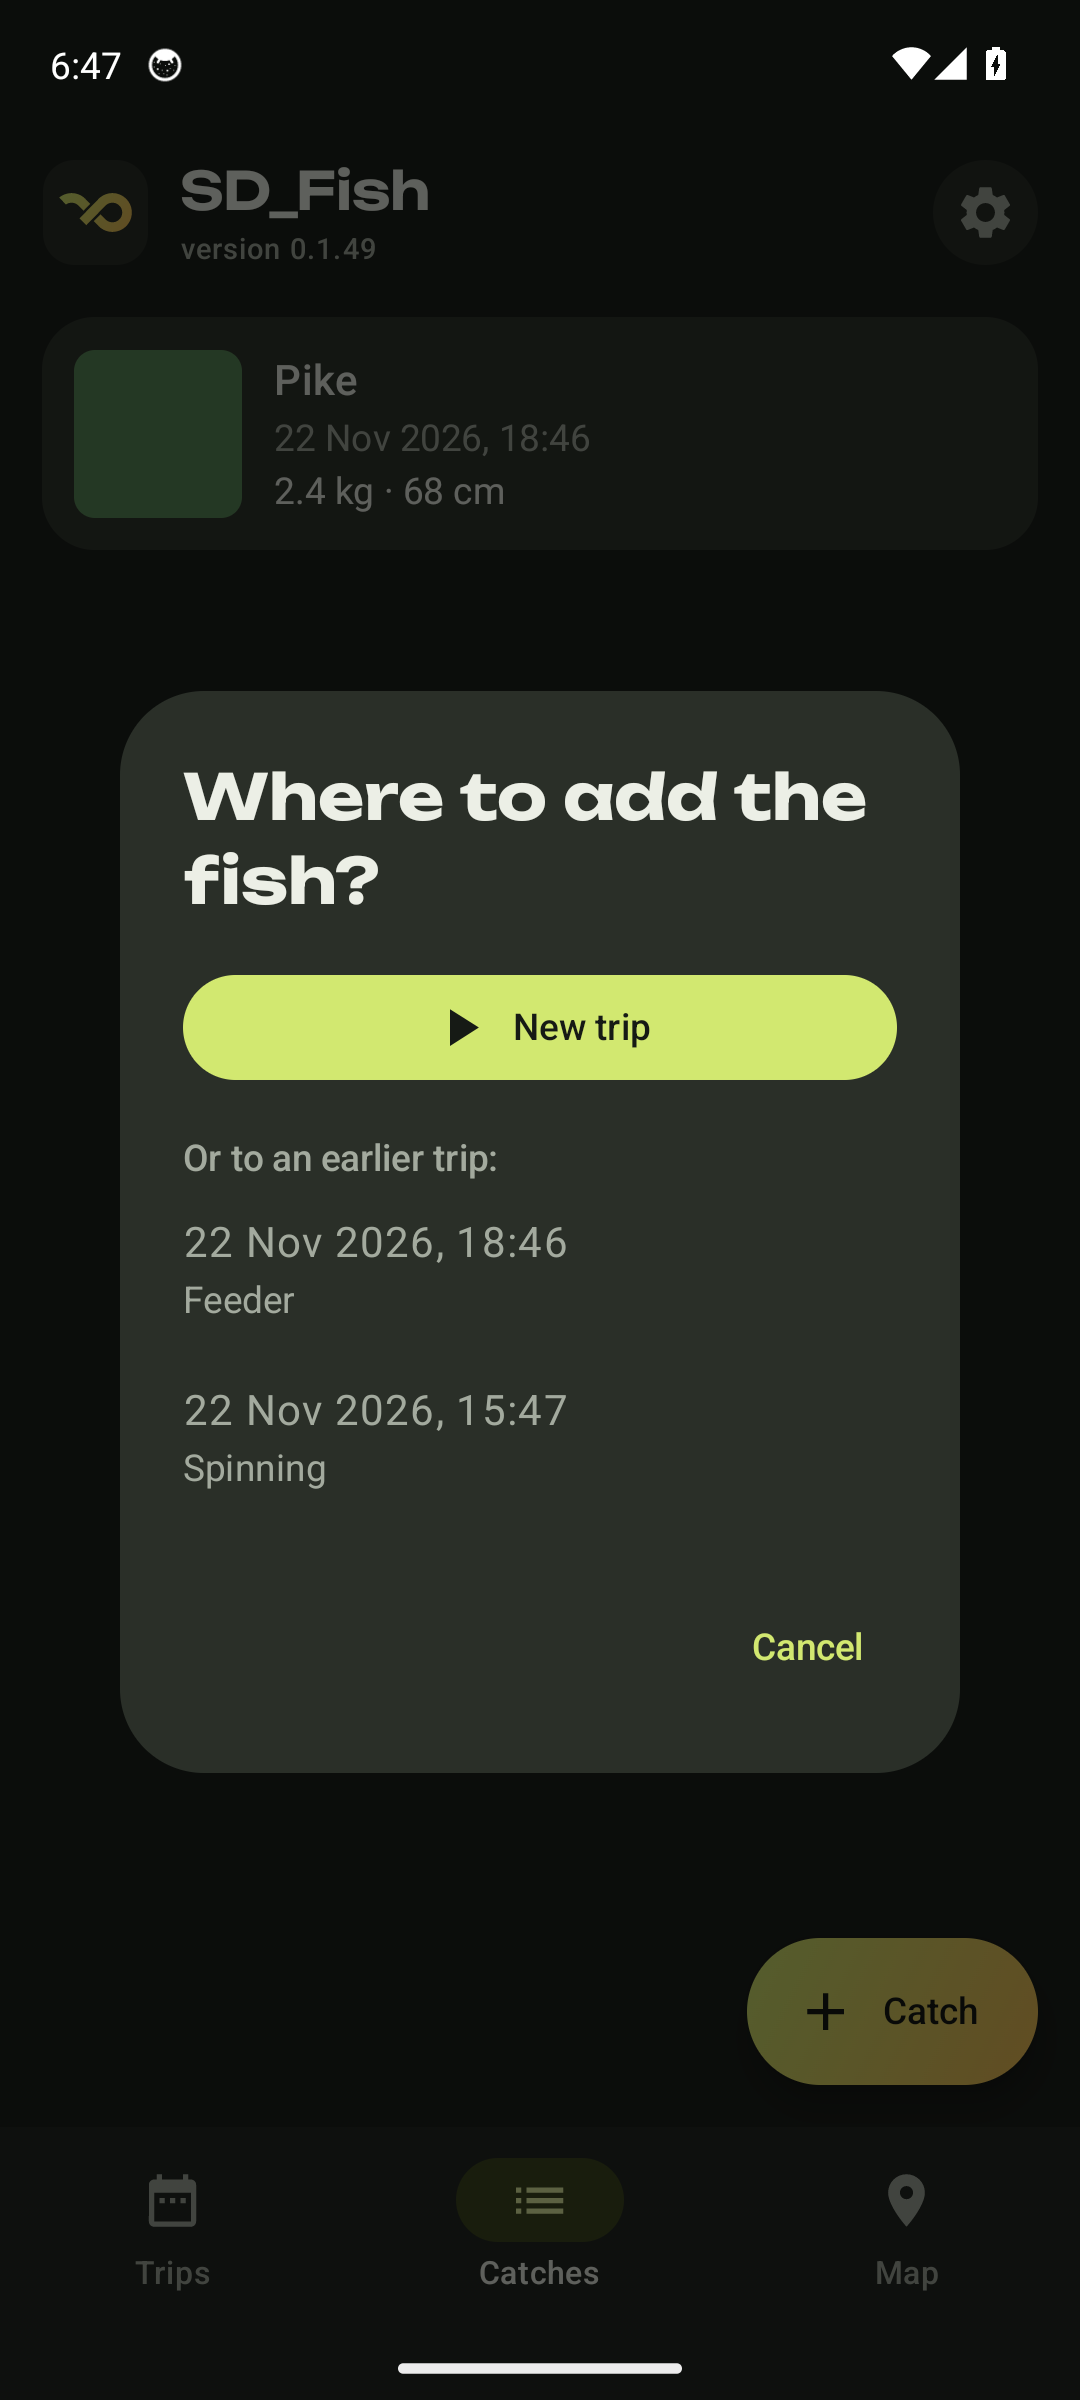 6:47
SD_Fish
version 0.1.49
Pike
22 Nov 2026, 18:46
2.4 kg · 68 cm
Where to add the
fish?
New trip
Or to an earlier trip:
22 Nov 2026, 18:46
Feeder
22 Nov 2026, 15:47
Spinning
Cancel
Catch
Trips
Catches
Map